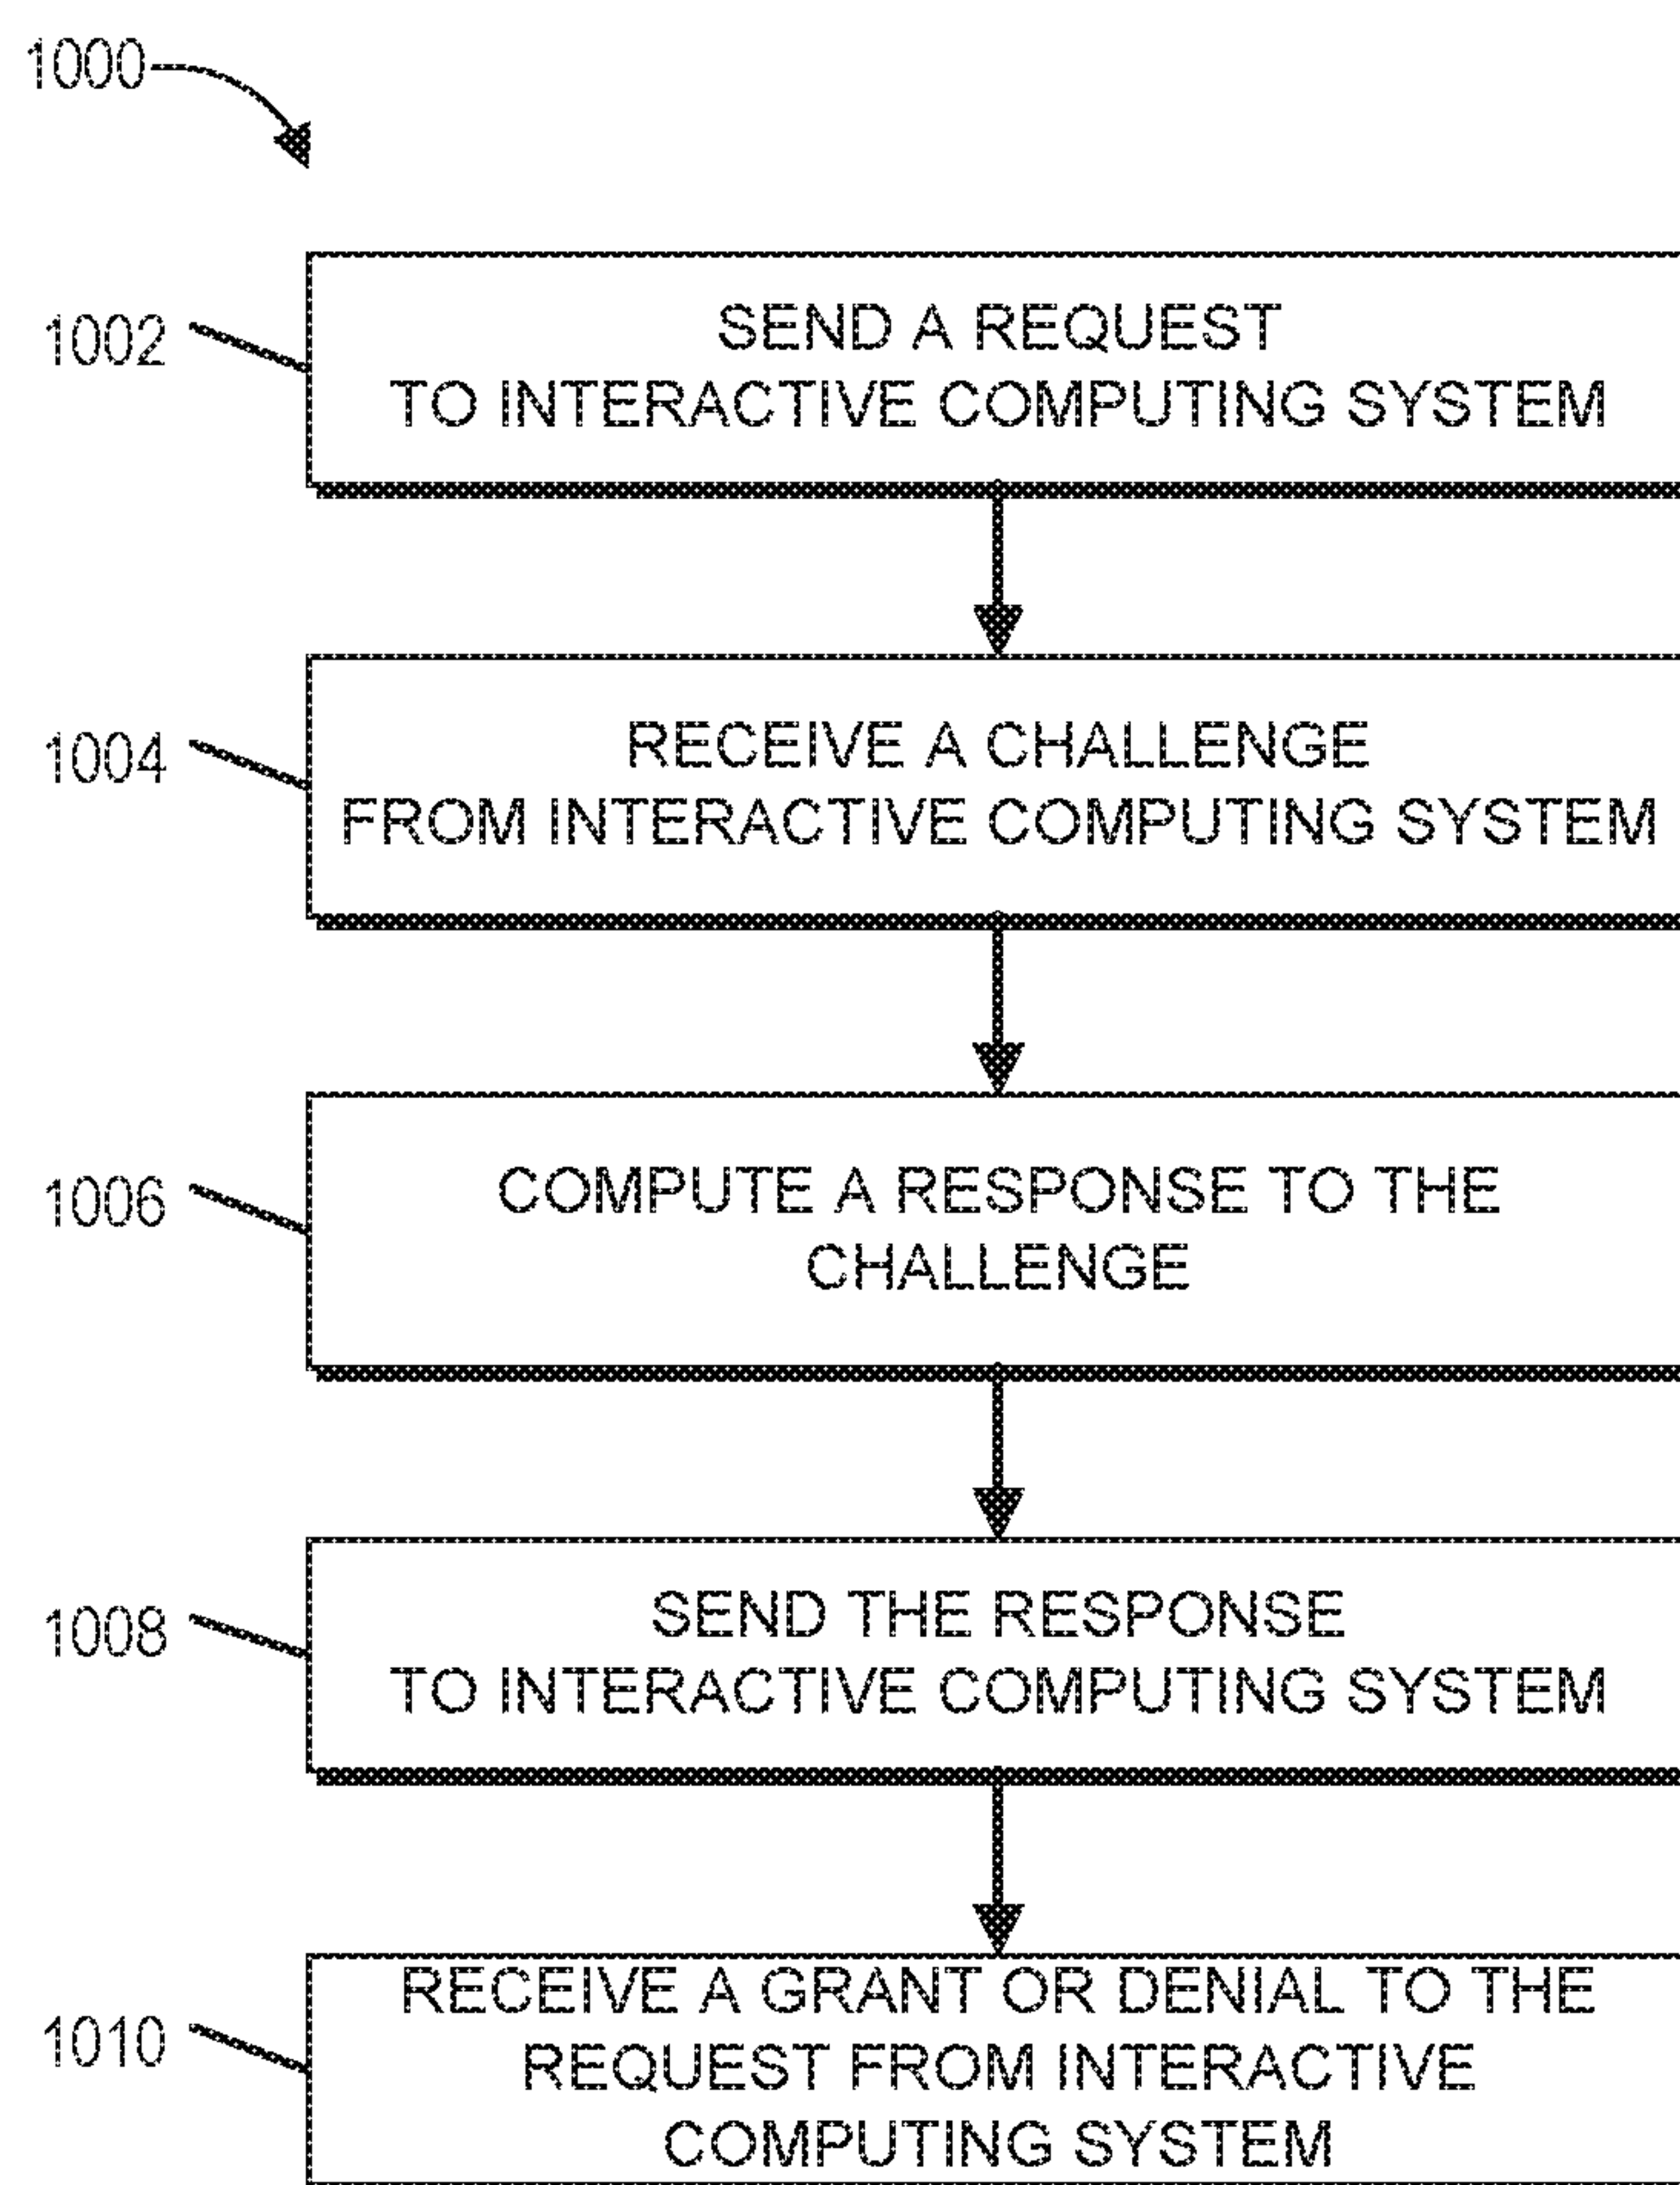 1000
1002
SEND A REQUEST
TO INTERACTIVE COMPUTING SYSTEM
1004
RECEIVE A CHALLENGE
FROM INTERACTIVE COMPUTING SYSTEM
1006
COMPUTE A RESPONSE TO THE
CHALLENGE
1008
SEND THE RESPONSE
TO INTERACTIVE COMPUTING SYSTEM
1010
RECEIVE A GRANT OR DENIAL TO THE
REQUEST FROM INTERACTIVE
COMPUTING SYSTEM